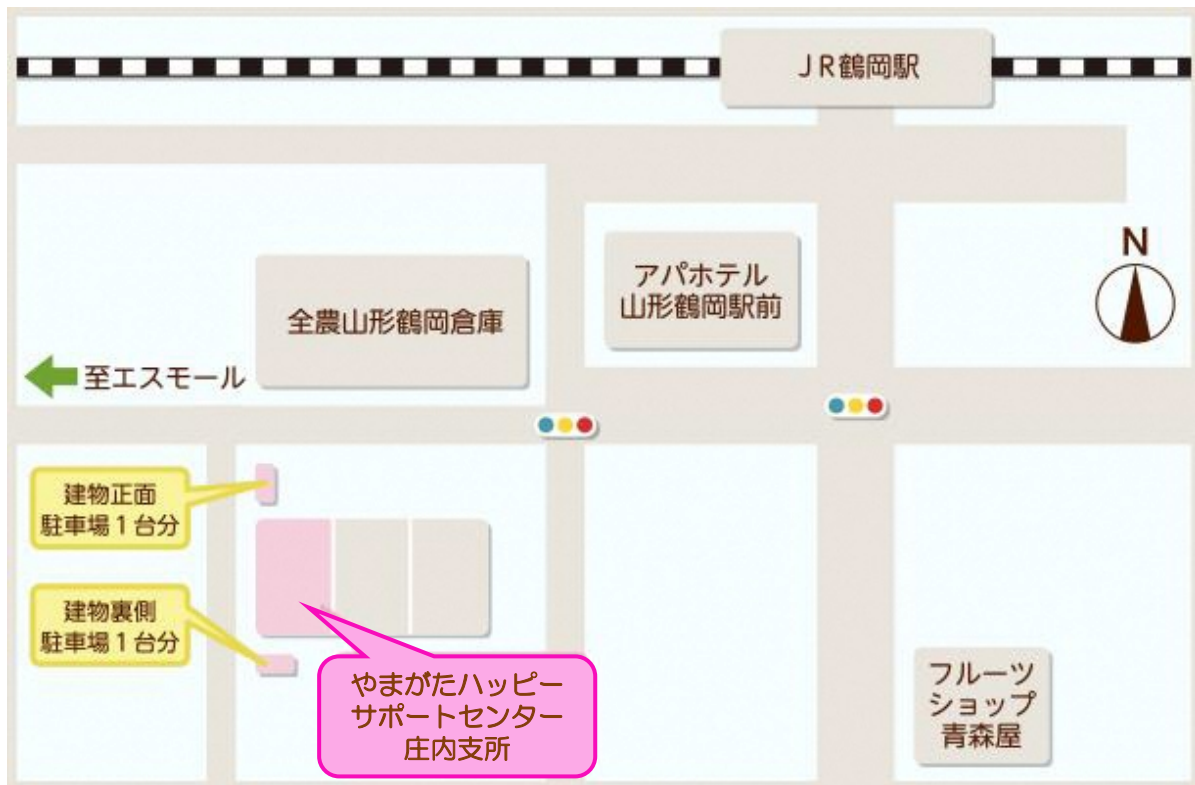 JR鶴岡駅
アパホテル
山形鶴岡駅前
N
全農山形鶴岡倉庫
至エスモール
建物正面
駐車場1台分
建物裏側
駐車場1台分
やまがたハッピー
サポートセンター
庄内支所
フルーツ
ショップ
青森屋